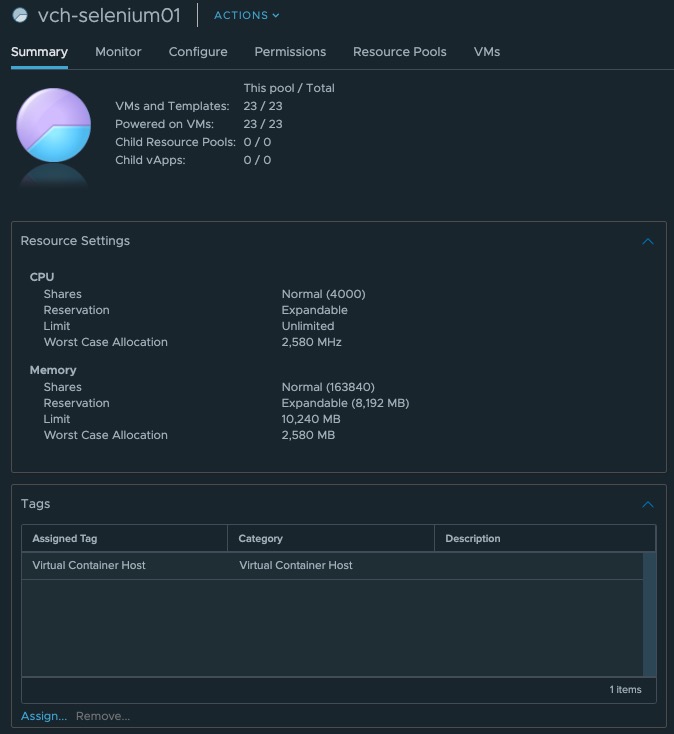 vch-selenium01 ACTIONS
Summary Monitor Configure Permissions Resource Pools VMs
This pool / Total
VMs and Templates: 23 / 23
Powered on VMs: 23 / 23
Child Resource Pools: 0 / 0
Child vApps: 0 / 0
Resource Settings
CPU
Shares Normal (4000)
Reservation Expandable
Limit Unlimited
Worst Case Allocation 2,580 MHz
Memory
Shares Normal (163840)
Reservation Expandable (8,192 MB)
Limit 10,240 MB
Worst Case Allocation 2,580 MB
Tags
Assigned Tag Category Description
Virtual Container Host Virtual Container Host
1 items
Assign... Remove...